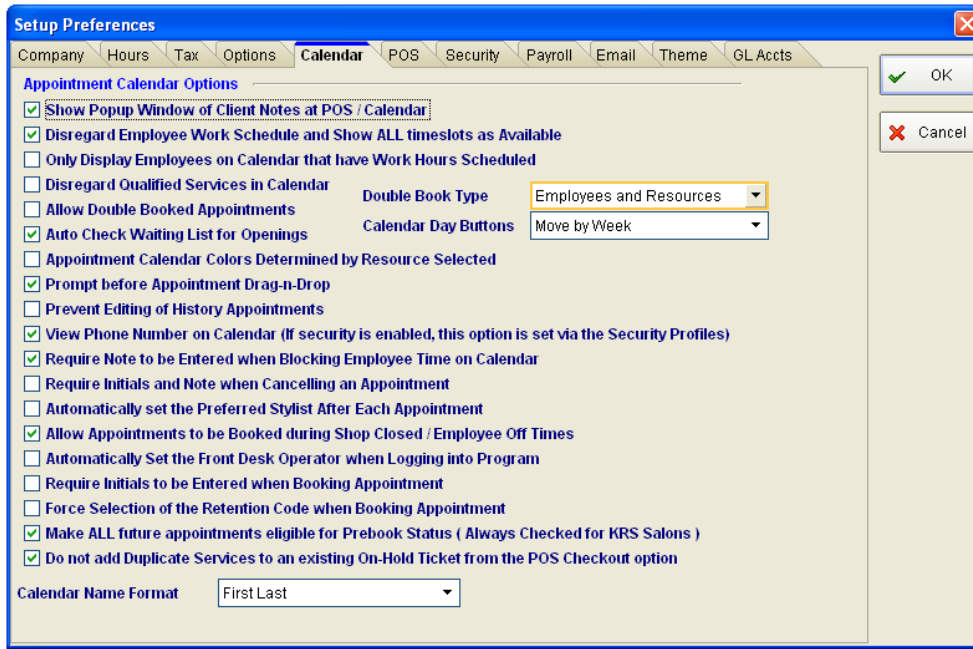 Setup Preferences
Company Hours Tax Options Calendar POS Security Payroll Email Theme GL Accts
OK
Cancel
Appointment Calendar Options
Show Popup Window of Client Notes at POS / Calendar
Disregard Employee Work Schedule and Show ALL timeslots as Available
Only Display Employees on Calendar that have Work Hours Scheduled
Disregard Qualified Services in Calendar
Double Book Type Employees and Resources
Allow Double Booked Appointments
Calendar Day Buttons Move by Week
Auto Check Waiting List for Openings
Appointment Calendar Colors Determined by Resource Selected
Prompt before Appointment Drag-n-Drop
Prevent Editing of History Appointments
View Phone Number on Calendar (If security is enabled, this option is set via the Security Profiles)
Require Note to be Entered when Blocking Employee Time on Calendar
Require Initials and Note when Cancelling an Appointment
Automatically set the Preferred Stylist After Each Appointment
Allow Appointments to be Booked during Shop Closed / Employee Off Times
Automatically Set the Front Desk Operator when Logging into Program
Require Initials to be Entered when Booking Appointment
Force Selection of the Retention Code when Booking Appointment
Make ALL future appointments eligible for Prebook Status ( Always Checked for KRS Salons )
Do not add Duplicate Services to an existing On-Hold Ticket from the POS Checkout option
Calendar Name Format First Last